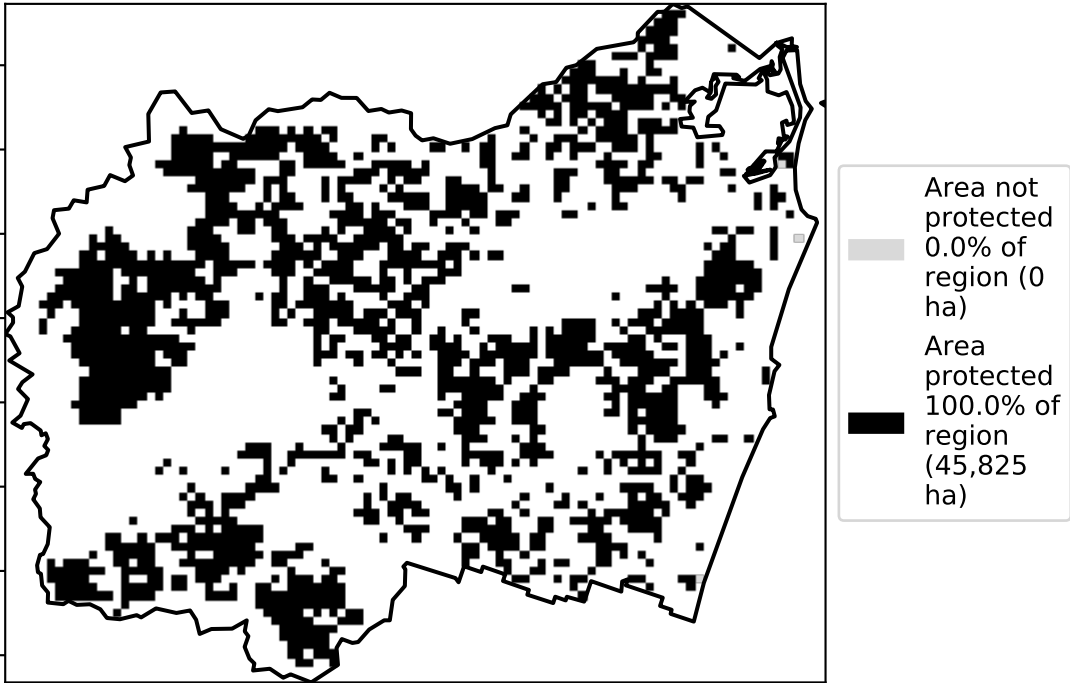 Area not
protected
0.0% of
region (0
ha)
Area
protected
100.0% of
region
(45,825
ha)